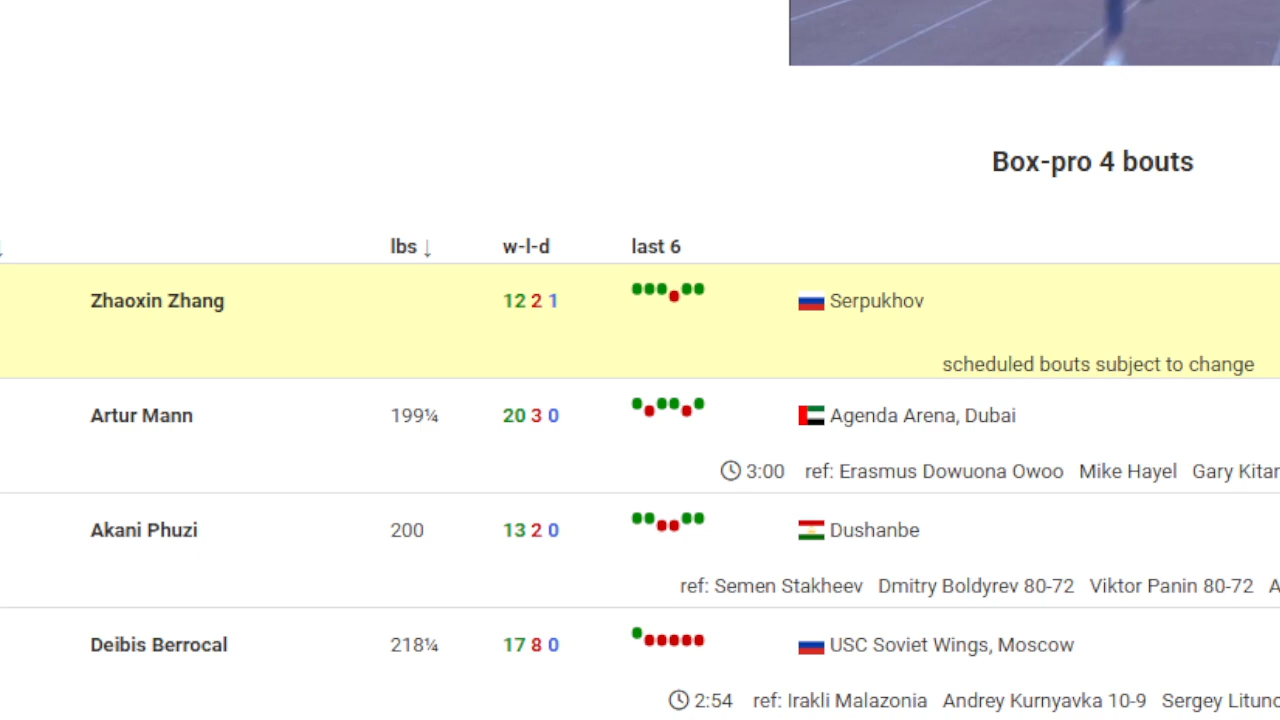 Box-pro 4 bouts
lbs ↓ w-l-d last 6
Zhaoxin Zhang 12 2 1 Serpukhov
scheduled bouts subject to change
Artur Mann 199¼ 20 3 0 Agenda Arena, Dubai
3:00 ref: Erasmus Dowuona Owoo Mike Hayel Gary
Akani Phuzi 200 13 2 0 Dushanbe
ref: Semen Stakheev Dmitry Boldyrev 80-72 Viktor Panin 80-72 A
Deibis Berrocal 218¼ 17 8 0 USC Soviet Wings, Moscow
2:54 ref: Irakli Malazonia Andrey Kurnyavka 10-9 Sergey